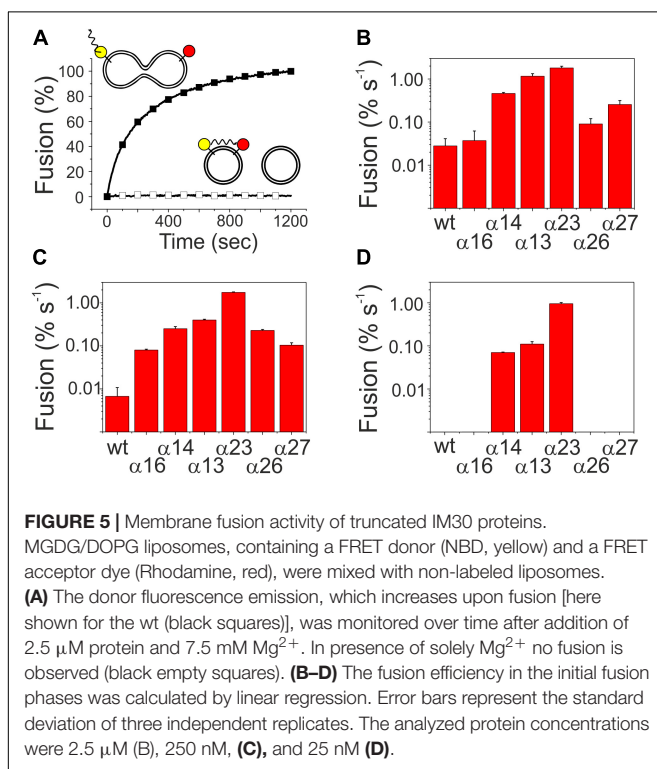 A
Fusion (%)
100
80
60
40
20
0
0 400 800 1200
Time (sec)
B
Fusion (% s⁻¹)
1.00
0.10
0.01
wt α14 α23 α27
α16 α13 α26
C
Fusion (% s⁻¹)
1.00
0.10
0.01
wt α14 α23 α27
α16 α13 α26
D
Fusion (% s⁻¹)
1.00
0.10
0.01
wt α14 α23 α27
α16 α13 α26
FIGURE 5 | Membrane fusion activity of truncated IM30 proteins.
MGDG/DOPG liposomes, containing a FRET donor (NBD, yellow) and a FRET
acceptor dye (Rhodamine, red), were mixed with non-labeled liposomes.
(A) The donor fluorescence emission, which increases upon fusion [here
shown for the wt (black squares)], was monitored over time after addition of
2.5 μM protein and 7.5 mM Mg²⁺. In presence of solely Mg²⁺ no fusion is
observed (black empty squares). (B–D) The fusion efficiency in the initial fusion
phases was calculated by linear regression. Error bars represent the standard
deviation of three independent replicates. The analyzed protein concentrations
were 2.5 μM (B), 250 nM, (C), and 25 nM (D).